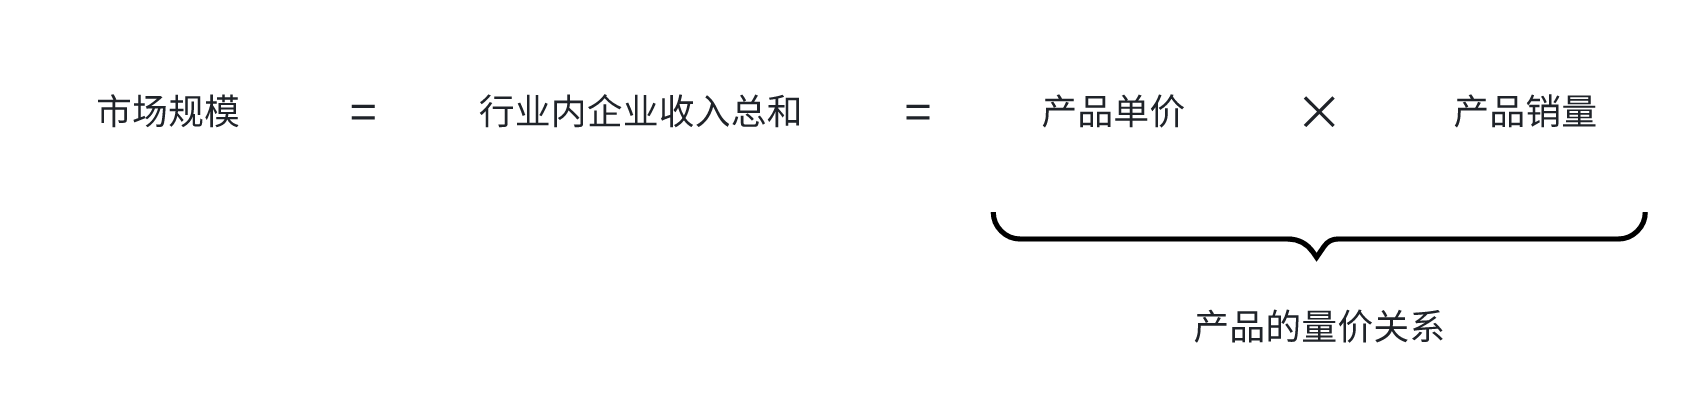 市场规模 = 行业内企业收入总和 = 产品单价 × 产品销量
产品的量价关系